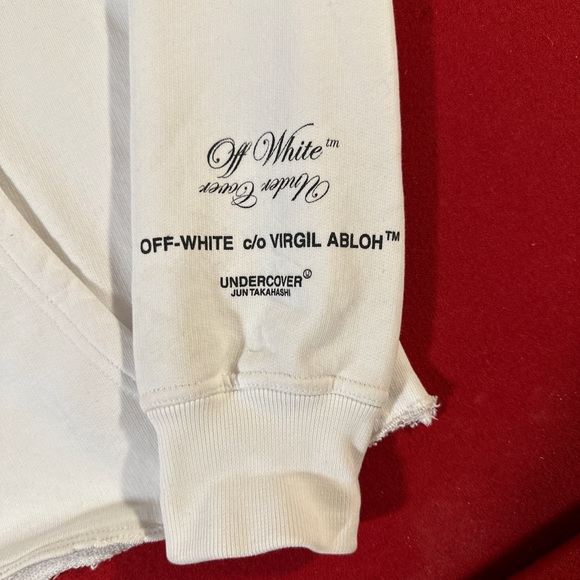 Off White™
Under Cover
OFF-WHITE c/o VIRGIL ABLOH™
UNDERCOVER Ⓤ
JUN TAKAHASHI